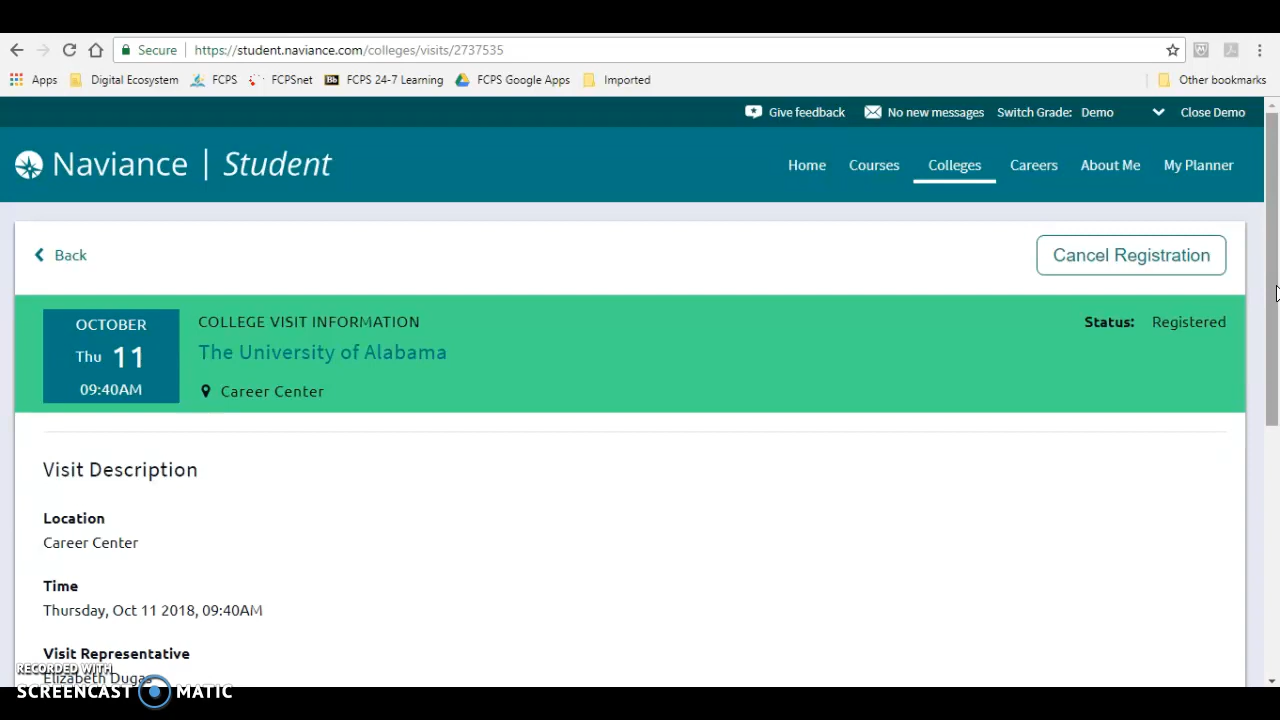 Secure https://student.naviance.com/colleges/visits/2737535
Apps Digital Ecosystem FCPS FCPSnet Bb FCPS 24-7 Learning FCPS Google Apps Imported Other bookmarks
Give feedback No new messages Switch Grade: Demo Close Demo
Naviance | Student Home Courses Colleges Careers About Me My Planner
Back Cancel Registration
OCTOBER
Thu 11
09:40AM
COLLEGE VISIT INFORMATION
The University of Alabama
Career Center
Status: Registered
Visit Description
Location
Career Center
Time
Thursday, Oct 11 2018, 09:40AM
Visit Representative
Elizabeth Dugas
RECORDED WITH
SCREENCAST MATIC